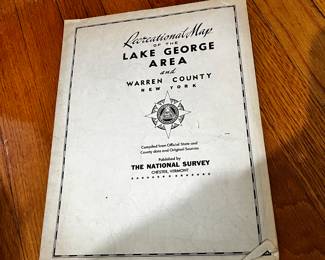 Recreational Map
OF THE
LAKE GEORGE
AREA
and
WARREN COUNTY
NEW YORK
Compiled from Official State and
County data and Original Sources
Published by
THE NATIONAL SURVEY
CHESTER, VERMONT